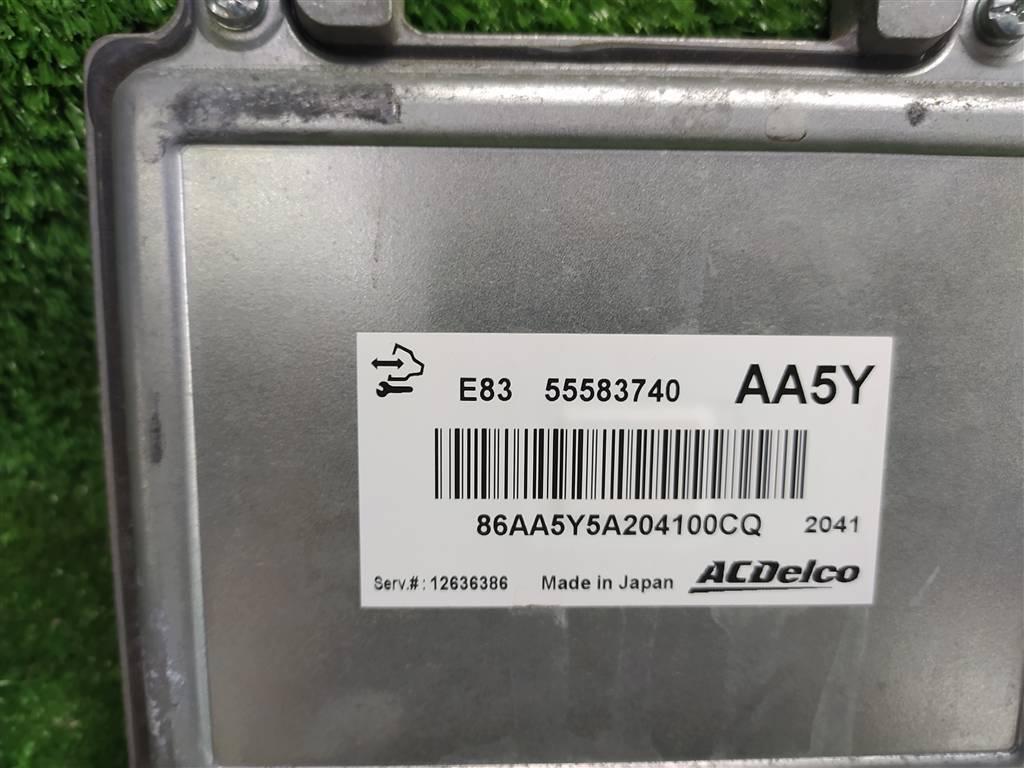 E83 55583740 AA5Y
86AA5Y5A204100CQ 2041
Serv.#: 12636386 Made in Japan ACDelco